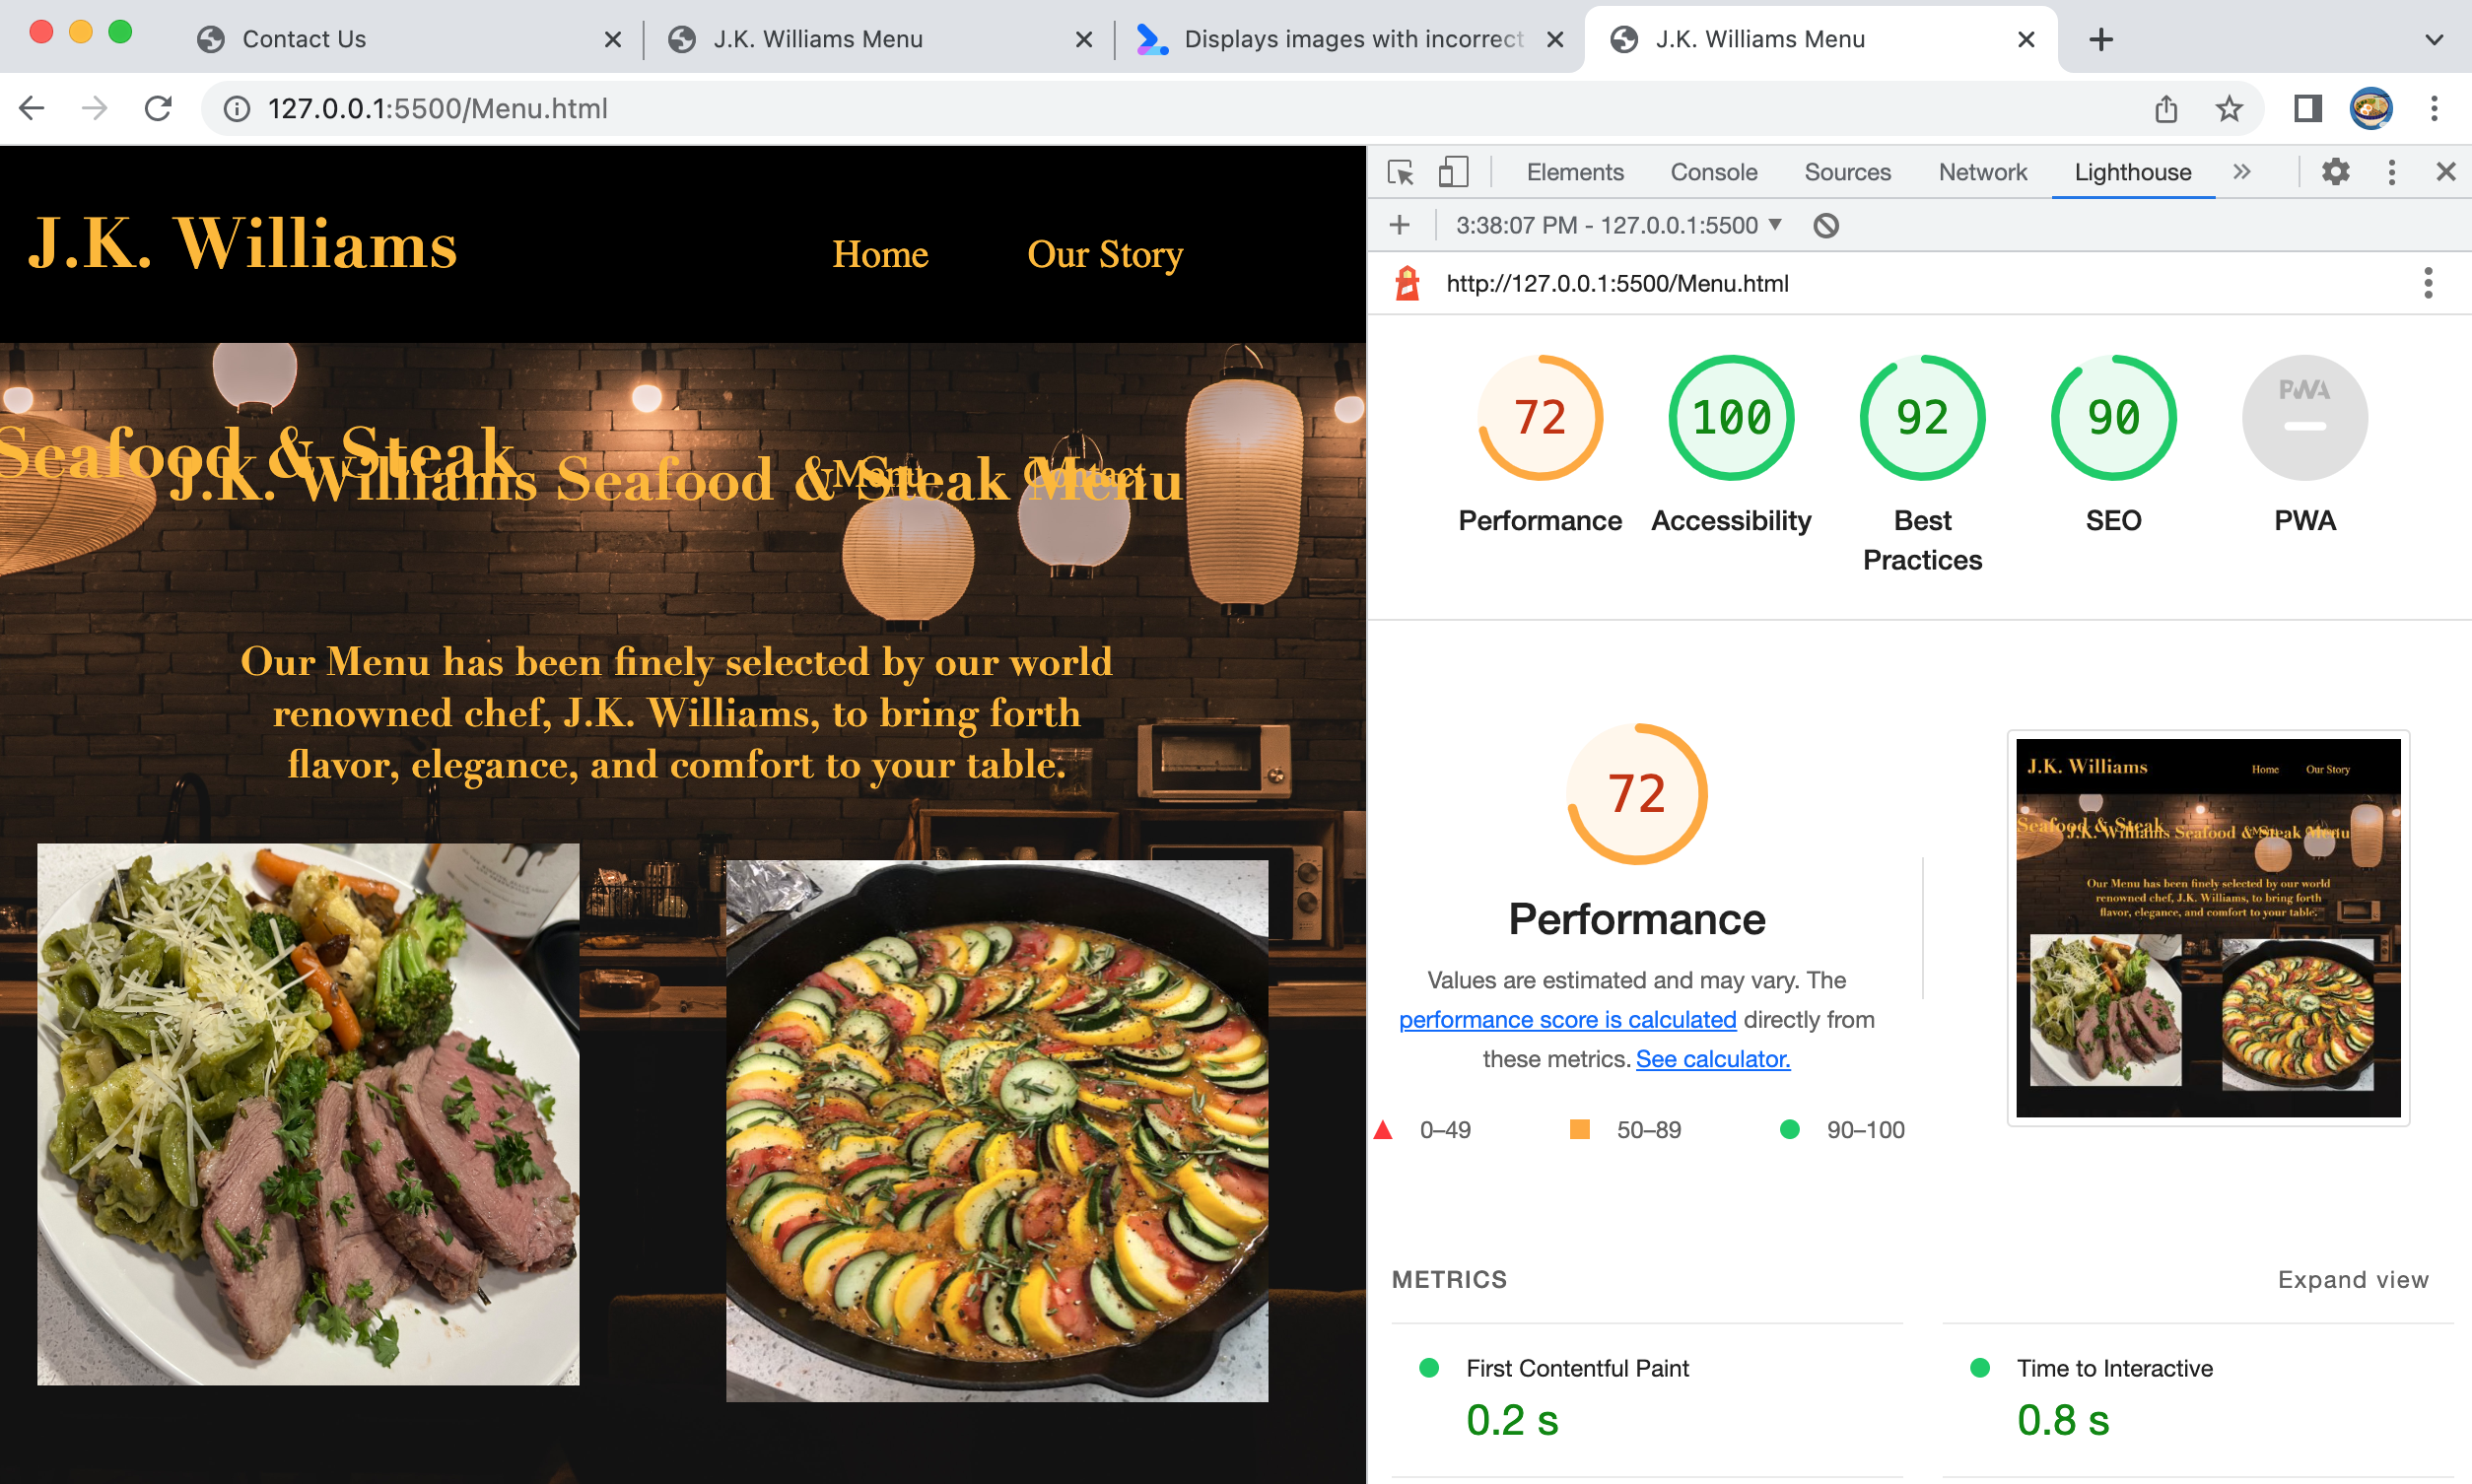 Contact Us
J.K. Williams Menu
Displays images with incorrect
J.K. Williams Menu
127.0.0.1:5500/Menu.html
J.K. Williams
Home
Our Story
Seafood & Steak
Menu
Contact
J.K. Williams Seafood & Steak Menu
Our Menu has been finely selected by our world
renowned chef, J.K. Williams, to bring forth
flavor, elegance, and comfort to your table.
Elements
Console
Sources
Network
Lighthouse
3:38:07 PM - 127.0.0.1:5500
http://127.0.0.1:5500/Menu.html
72
Performance
100
Accessibility
92
Best
Practices
90
SEO
PWA
PWA
72
Performance
Values are estimated and may vary. The
performance score is calculated directly from
these metrics. See calculator.
0–49
50–89
90–100
J.K. Williams
Home
Our Story
Seafood & Steak
J.K. Williams Seafood & Steak Menu
Our Menu has been finely selected by our world
renowned chef, J.K. Williams, to bring forth
flavor, elegance, and comfort to your table.
METRICS
Expand view
First Contentful Paint
0.2 s
Time to Interactive
0.8 s